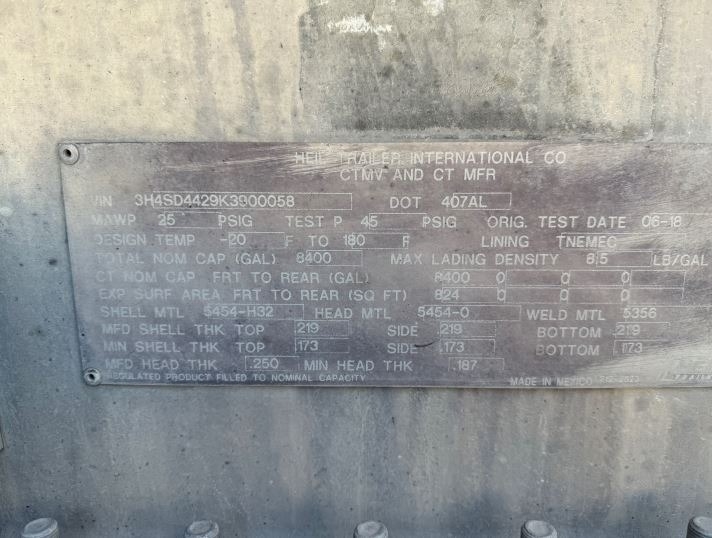 HEIL TRAILER INTERNATIONAL CO
CTMV AND CT MFR
VIN 3H4SD4429K3900058 DOT 407AL
MAWP 25 PSIG TEST P 45 PSIG ORIG. TEST DATE 06-18
DESIGN TEMP -20 F TO 180 F LINING TNEMEC
TOTAL NOM CAP (GAL) 8400 MAX LADING DENSITY 8.5 LB/GAL
CT NOM CAP FRT TO REAR (GAL) 8400 0 0 0
EXP SURF AREA FRT TO REAR (SQ FT) 824 0 0 0
SHELL MTL 5454-H32 HEAD MTL 5454-0 WELD MTL 5356
MFD SHELL THK TOP .219 SIDE .219 BOTTOM .219
MIN SHELL THK TOP .173 SIDE .173 BOTTOM .173
MFD HEAD THK .250 MIN HEAD THK .187
REGULATED PRODUCT FILLED TO NOMINAL CAPACITY MADE IN MEXICO